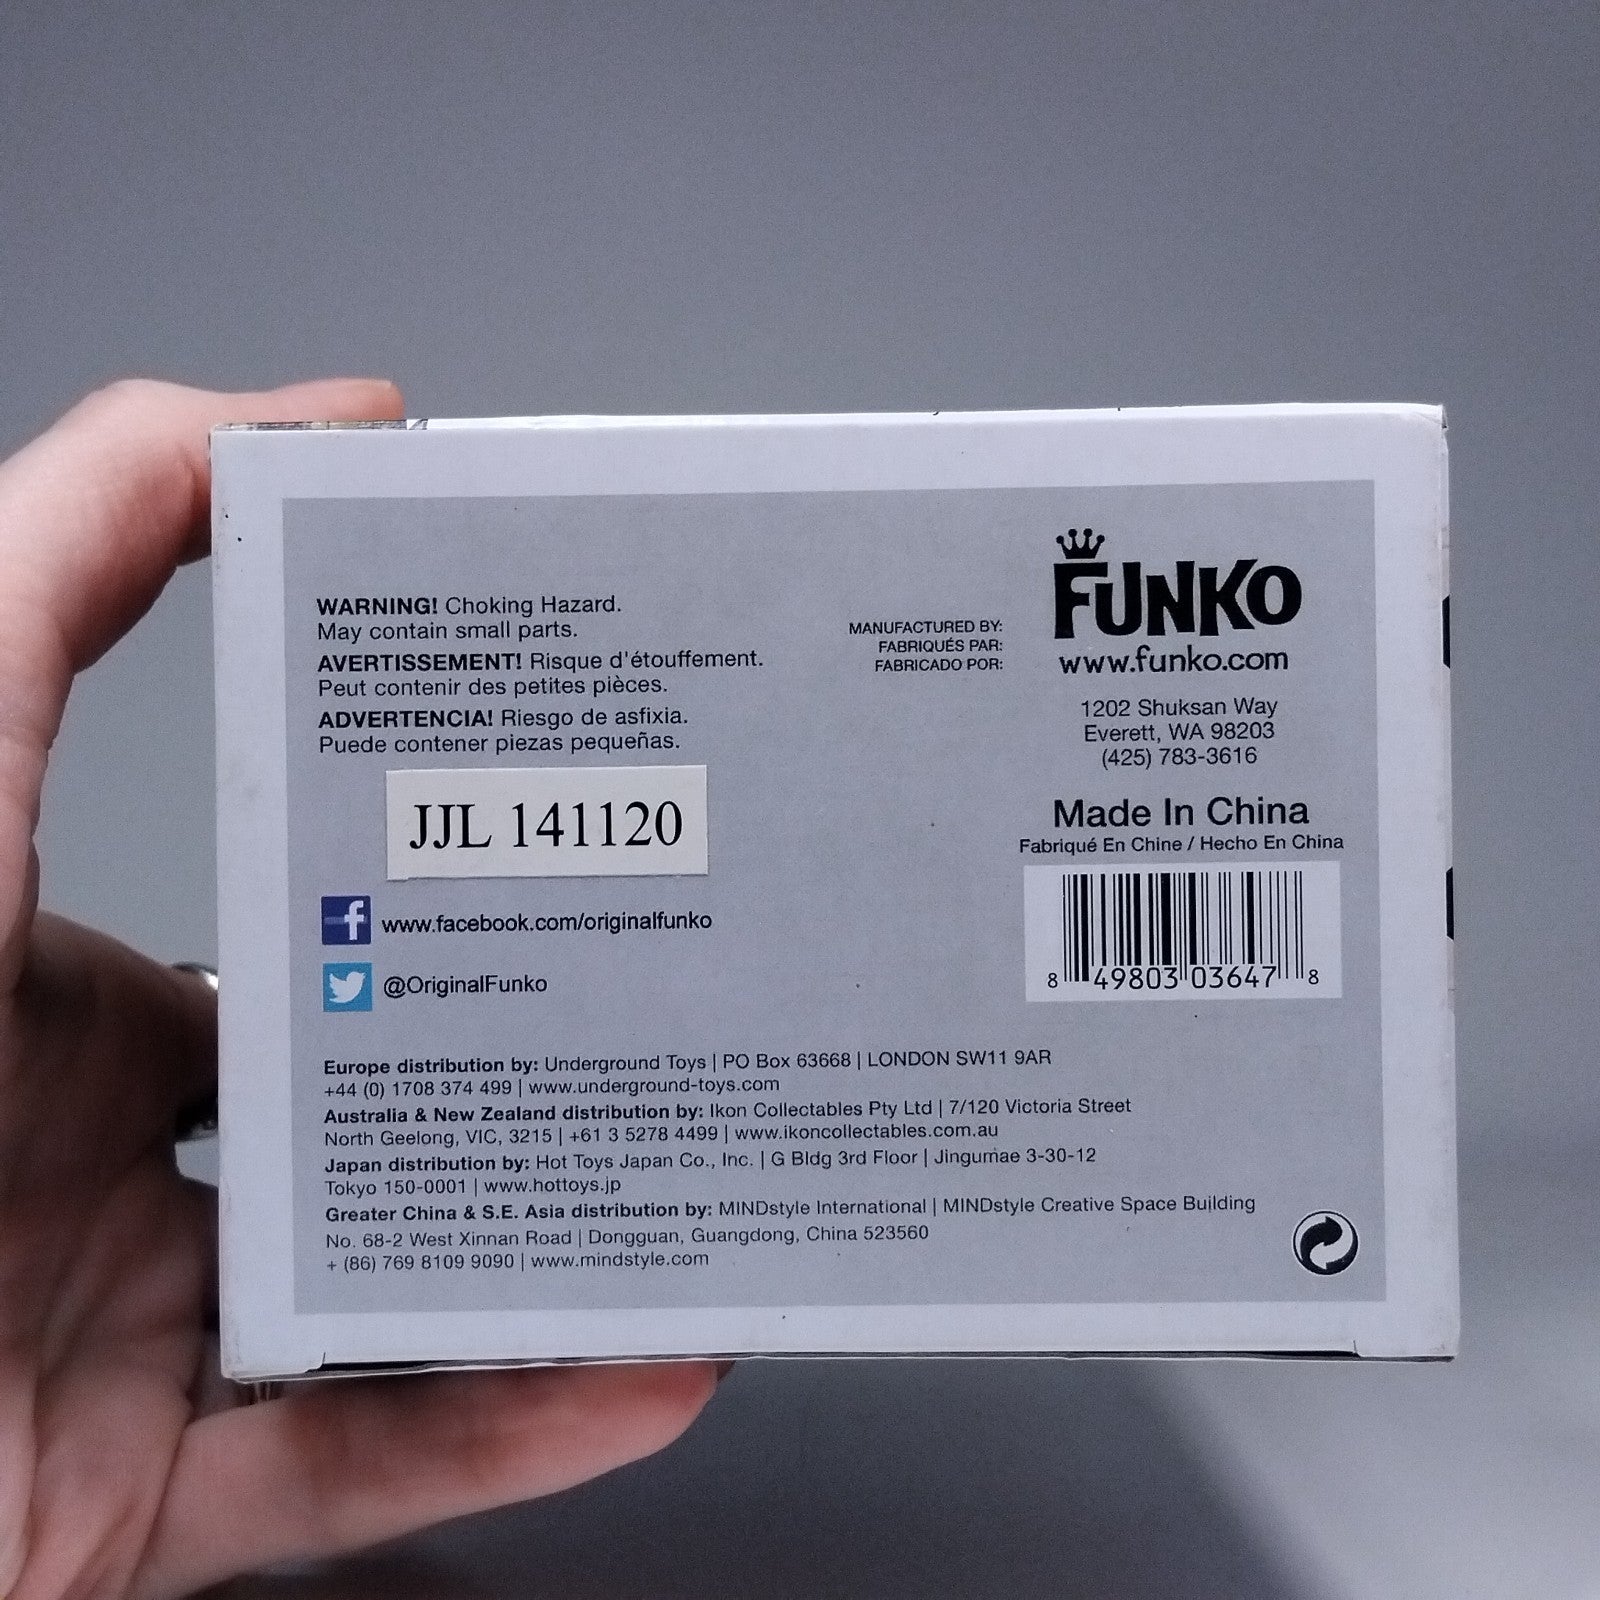 WARNING! Choking Hazard.
May contain small parts.
AVERTISSEMENT! Risque d'étouffement.
Peut contenir des petites pièces.
ADVERTENCIA! Riesgo de asfixia.
Puede contener piezas pequeñas.
JJL 141120
f www.facebook.com/originalfunko
@OriginalFunko
MANUFACTURED BY:
FABRIQUÉS PAR:
FABRICADO POR:
FUNKO
www.funko.com
1202 Shuksan Way
Everett, WA 98203
(425) 783-3616
Made In China
Fabriqué En Chine / Hecho En China
8 49803 03647 8
Europe distribution by: Underground Toys | PO Box 63668 | LONDON SW11 9AR
+44 (0) 1708 374 499 | www.underground-toys.com
Australia & New Zealand distribution by: Ikon Collectables Pty Ltd | 7/120 Victoria Street
North Geelong, VIC, 3215 | +61 3 5278 4499 | www.ikoncollectables.com.au
Japan distribution by: Hot Toys Japan Co., Inc. | G Bldg 3rd Floor | Jingumae 3-30-12
Tokyo 150-0001 | www.hottoys.jp
Greater China & S.E. Asia distribution by: MINDstyle International | MINDstyle Creative Space Building
No. 68-2 West Xinnan Road | Dongguan, Guangdong, China 523560
+ (86) 769 8109 9090 | www.mindstyle.com